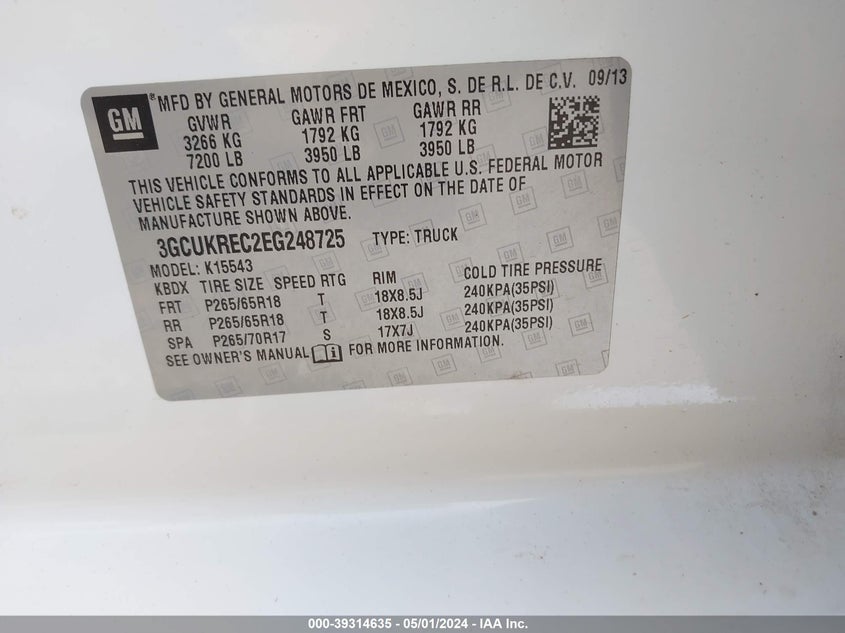 GM
® MFD BY GENERAL MOTORS DE MEXICO, S. DE R.L. DE C.V. 09/13
GVWR GAWR FRT GAWR RR
3266 KG 1792 KG 1792 KG
7200 LB 3950 LB 3950 LB
THIS VEHICLE CONFORMS TO ALL APPLICABLE U.S. FEDERAL MOTOR
VEHICLE SAFETY STANDARDS IN EFFECT ON THE DATE OF
MANUFACTURE SHOWN ABOVE.
3GCUKREC2EG248725 TYPE: TRUCK
MODEL: K15543
KBDX TIRE SIZE SPEED RTG RIM COLD TIRE PRESSURE
FRT P265/65R18 T 18X8.5J 240KPA(35PSI)
RR P265/65R18 T 18X8.5J 240KPA(35PSI)
SPA P265/70R17 S 17X7J 240KPA(35PSI)
SEE OWNER'S MANUAL FOR MORE INFORMATION.
000-39314635 - 05/01/2024 - IAA Inc.